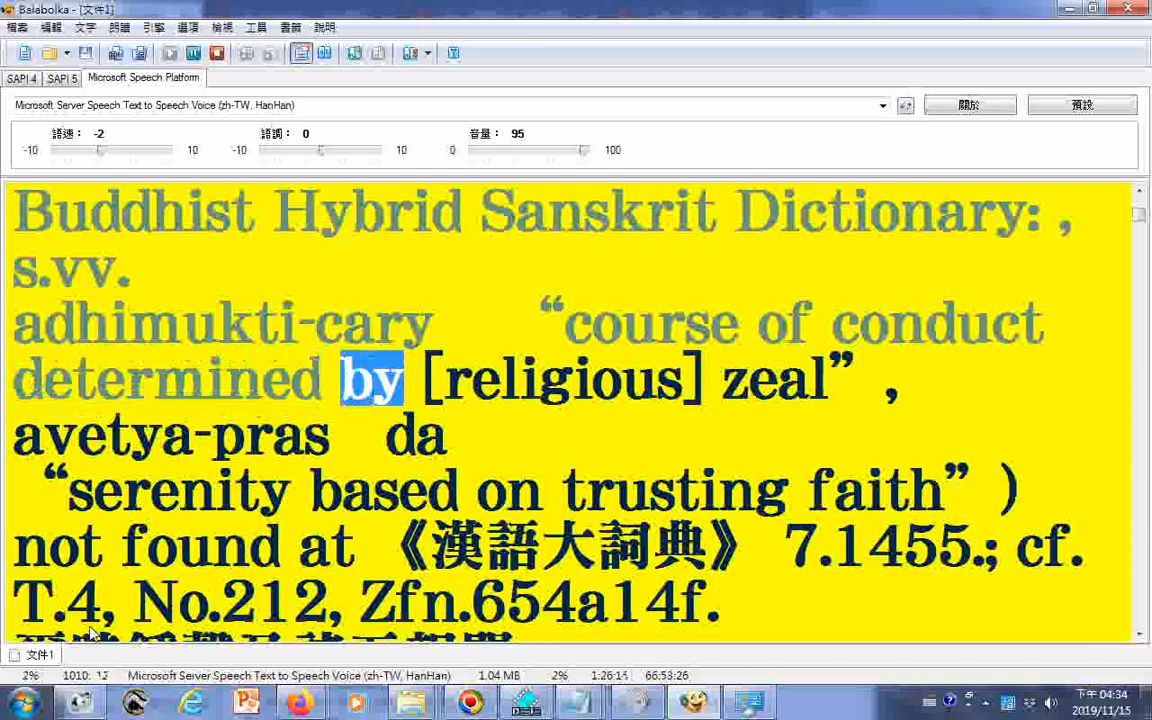 Balabolka - [文件1]
檔案 編輯 文字 朗讀 引擎 選項 檢視 工具 書籤 說明
SAPI 4 SAPI 5 Microsoft Speech Platform
Microsoft Server Speech Text to Speech Voice (zh-TW, HanHan) 關於 預設
語速： -2 語調： 0 音量： 95
-10 10 -10 10 0 100
Buddhist Hybrid Sanskrit Dictionary: ,
s.vv.
adhimukti-cary “course of conduct
determined by [religious] zeal” ,
avetya-pras da
“serenity based on trusting faith” )
not found at 《漢語大詞典》 7.1455.; cf.
T.4, No.212, Zfn.654a14f.
文件1
2% 1010: 12 Microsoft Server Speech Text to Speech Voice (zh-TW, HanHan) 1.04 MB 2% 1:26:15 66:53:26
下午 04:34
2019/11/15